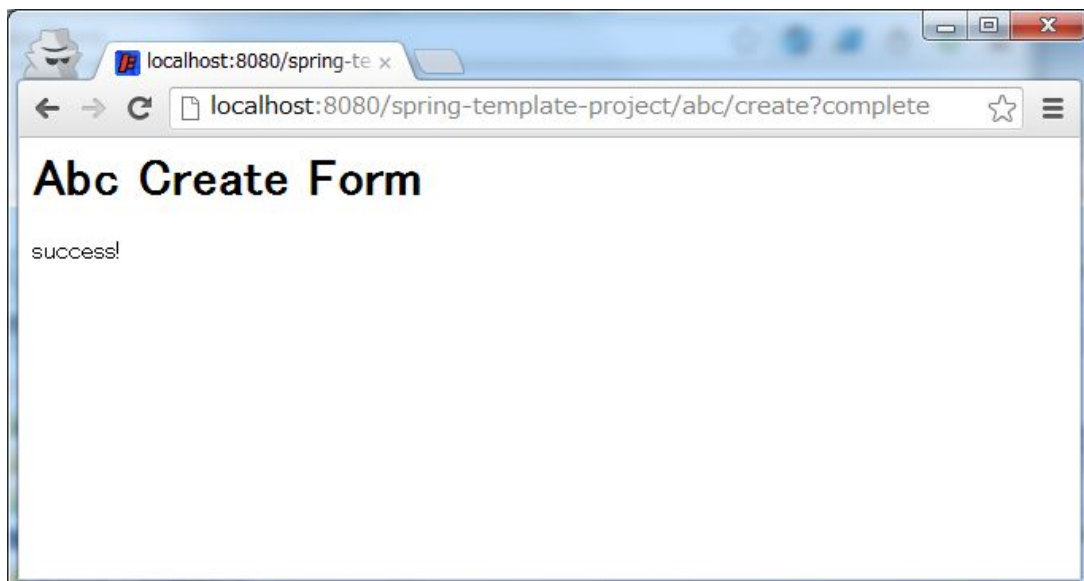 localhost:8080/spring-te
localhost:8080/spring-template-project/abc/create?complete
Abc Create Form
success!